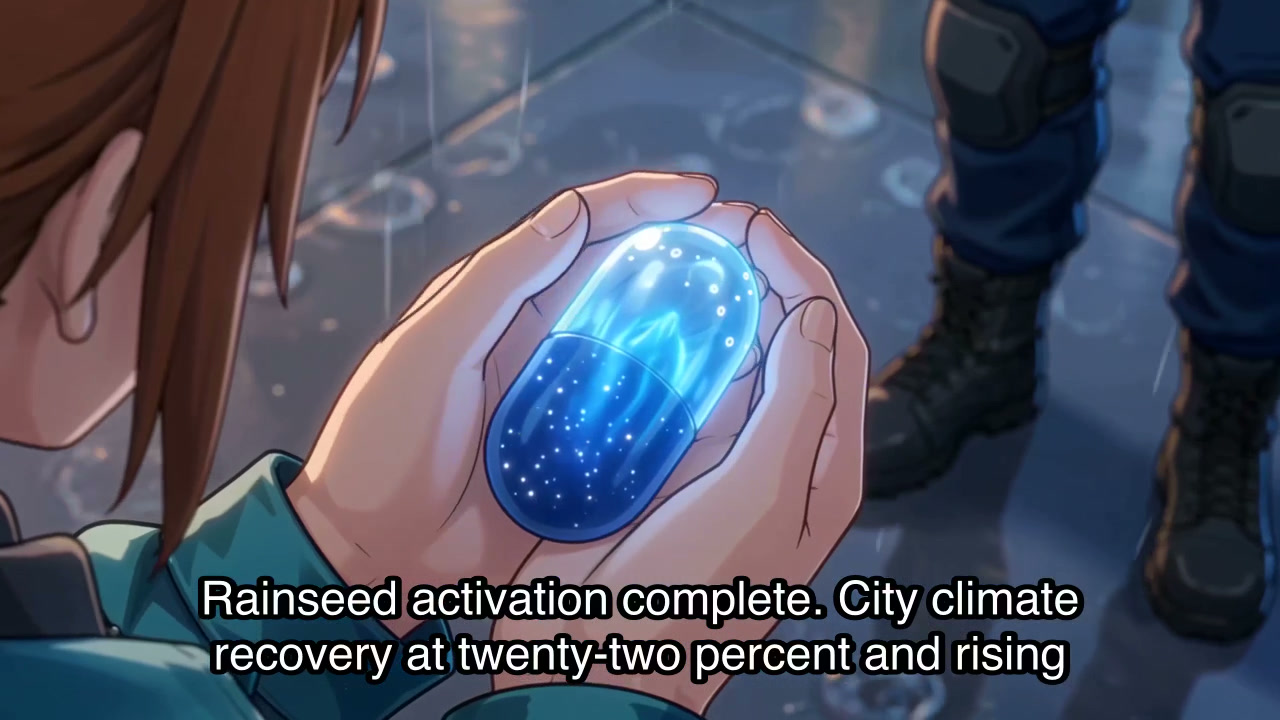 Rainseed activation complete. City climate
recovery at twenty-two percent and rising